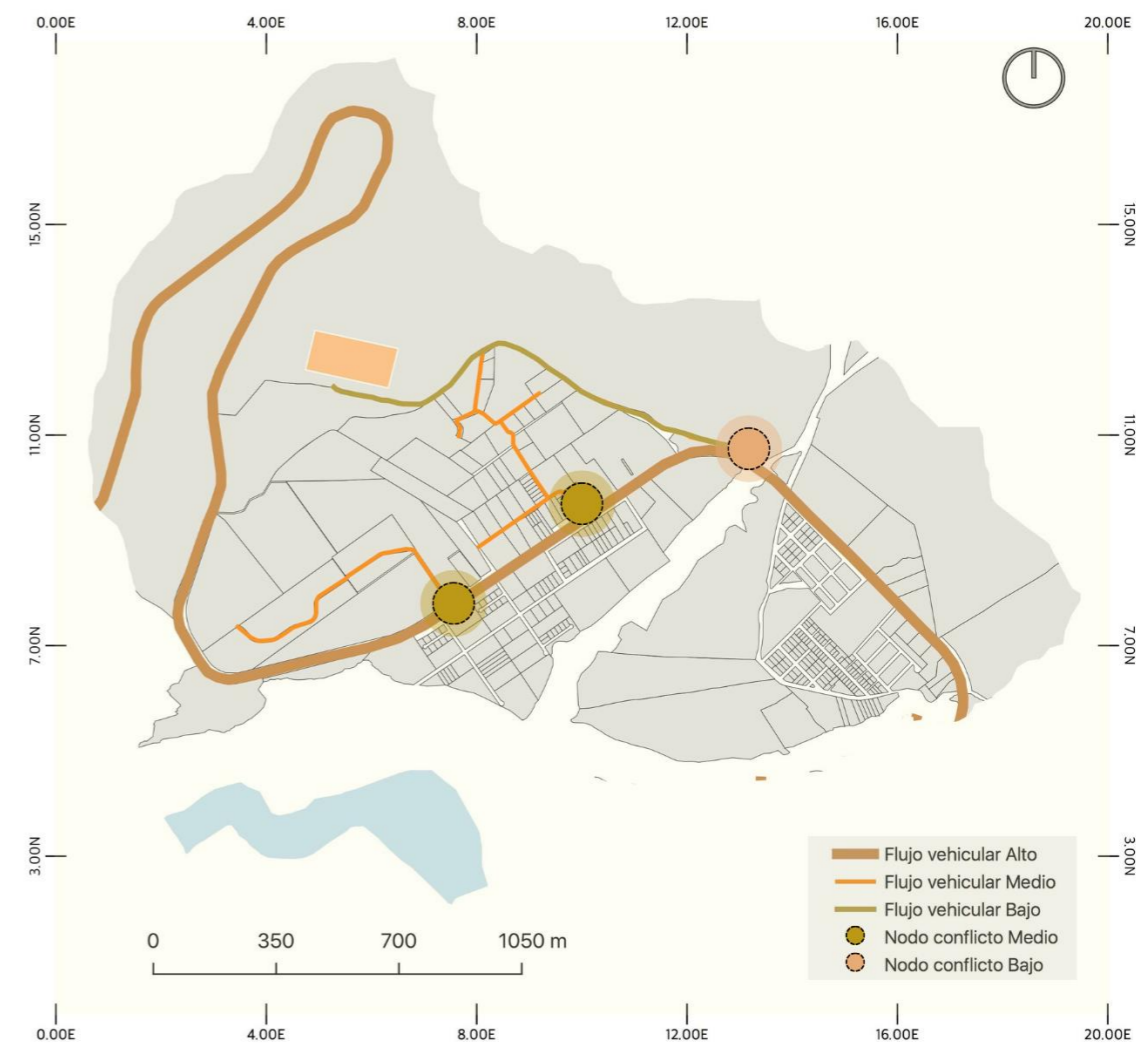 0.00E 4.00E 8.00E 12.00E 16.00E 20.00E
15.00N 15.00N
11.00N 11.00N
7.00N 7.00N
3.00N 3.00N
Flujo vehicular Alto
Flujo vehicular Medio
Flujo vehicular Bajo
Nodo conflicto Medio
Nodo conflicto Bajo
0 350 700 1050 m
0.00E 4.00E 8.00E 12.00E 16.00E 20.00E